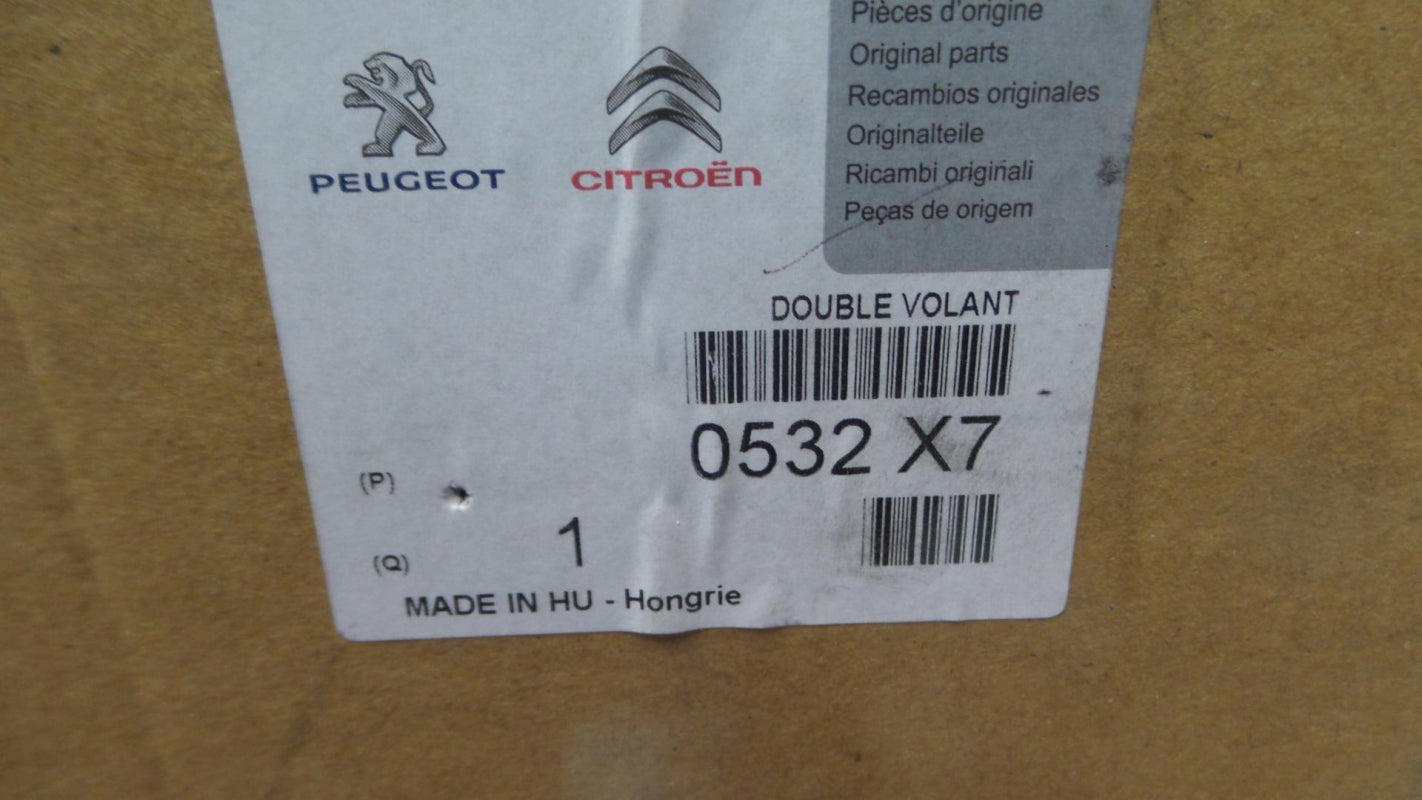 Pièces d'origine
Original parts
Recambios originales
Originalteile
Ricambi originali
Peças de origem
PEUGEOT
CITROËn
DOUBLE VOLANT
0532 X7
(P)
(Q) 1
MADE IN HU - Hongrie